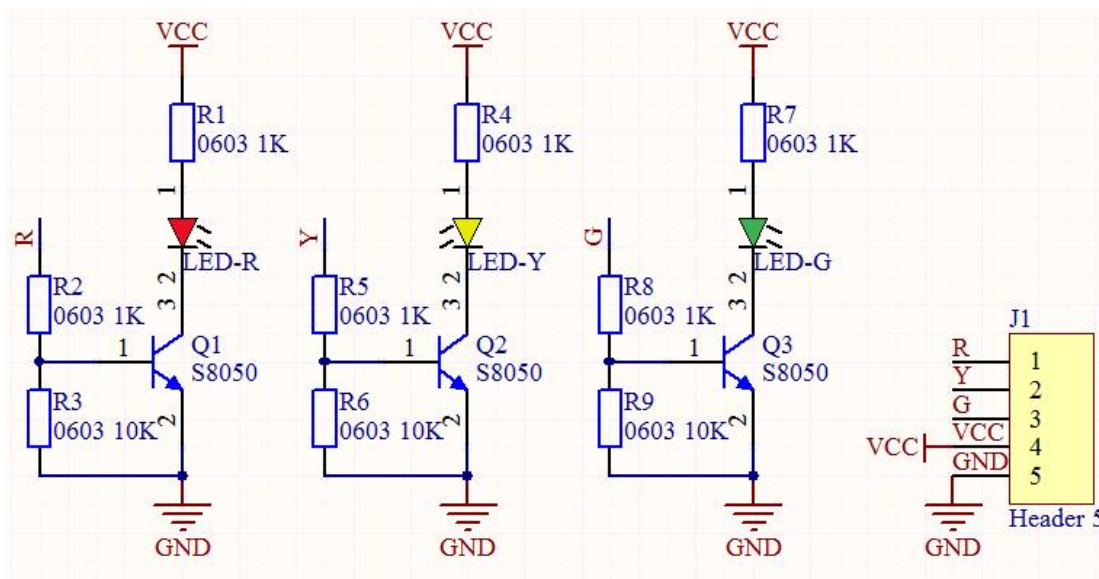 VCC
VCC
VCC
R1
0603 1K
R4
0603 1K
R7
0603 1K
1
1
1
R
Y
G
LED-R
LED-Y
LED-G
2
2
2
R2
0603 1K
R5
0603 1K
R8
0603 1K
3
3
3
1
Q1
S8050
1
Q2
S8050
1
Q3
S8050
R3
0603 10K
R6
0603 10K
R9
0603 10K
2
2
2
GND
GND
GND
J1
R 1
Y 2
G 3
VCC VCC 4
GND 5
Header 5
GND